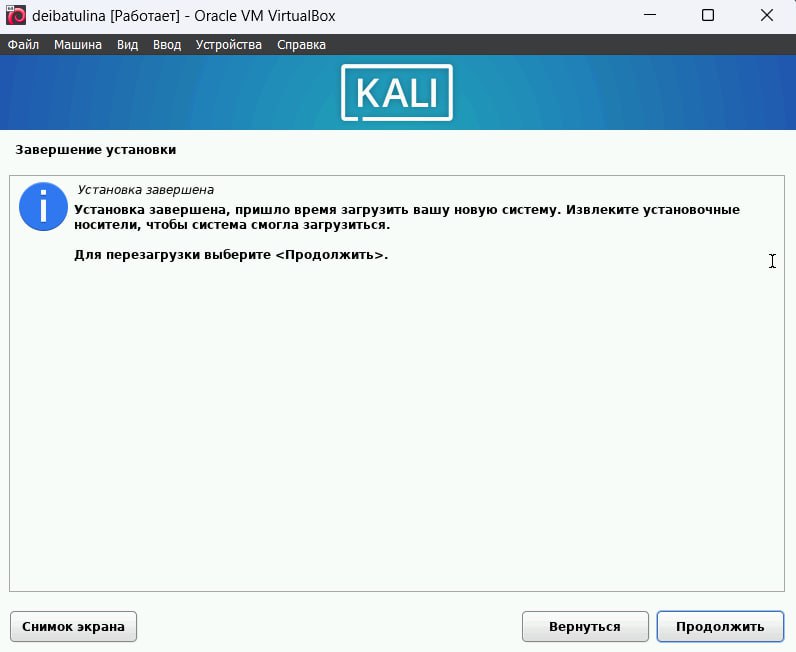 deibatulina [Работает] - Oracle VM VirtualBox
Файл Машина Вид Ввод Устройства Справка
KALI
Завершение установки
Установка завершена
Установка завершена, пришло время загрузить вашу новую систему. Извлеките установочные
носители, чтобы система смогла загрузиться.
Для перезагрузки выберите <Продолжить>.
Снимок экрана Вернуться Продолжить